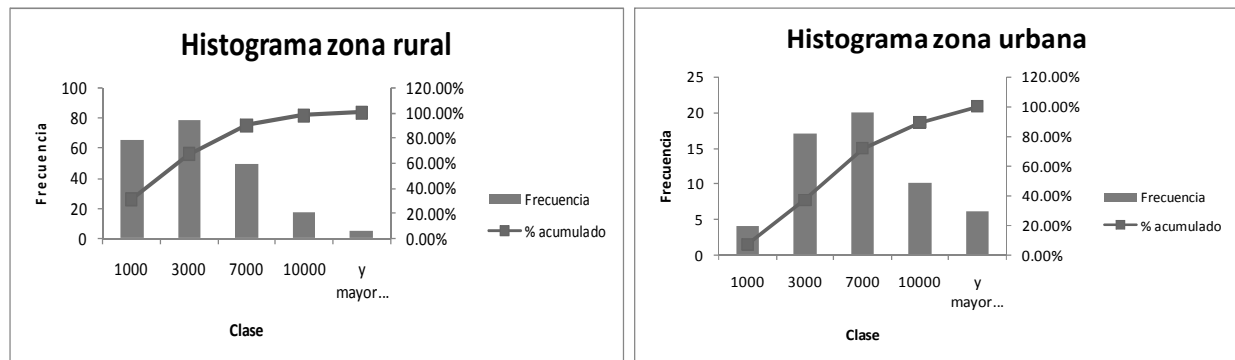 Histograma zona rural
Frecuencia
100
80
60
40
20
0
120.00%
100.00%
80.00%
60.00%
40.00%
20.00%
0.00%
1000 3000 7000 10000 y mayor...
Clase
Frecuencia
% acumulado
Histograma zona urbana
Frecuencia
25
20
15
10
5
0
120.00%
100.00%
80.00%
60.00%
40.00%
20.00%
0.00%
1000 3000 7000 10000 y
mayor...
Clase
Frecuencia
% acumulado